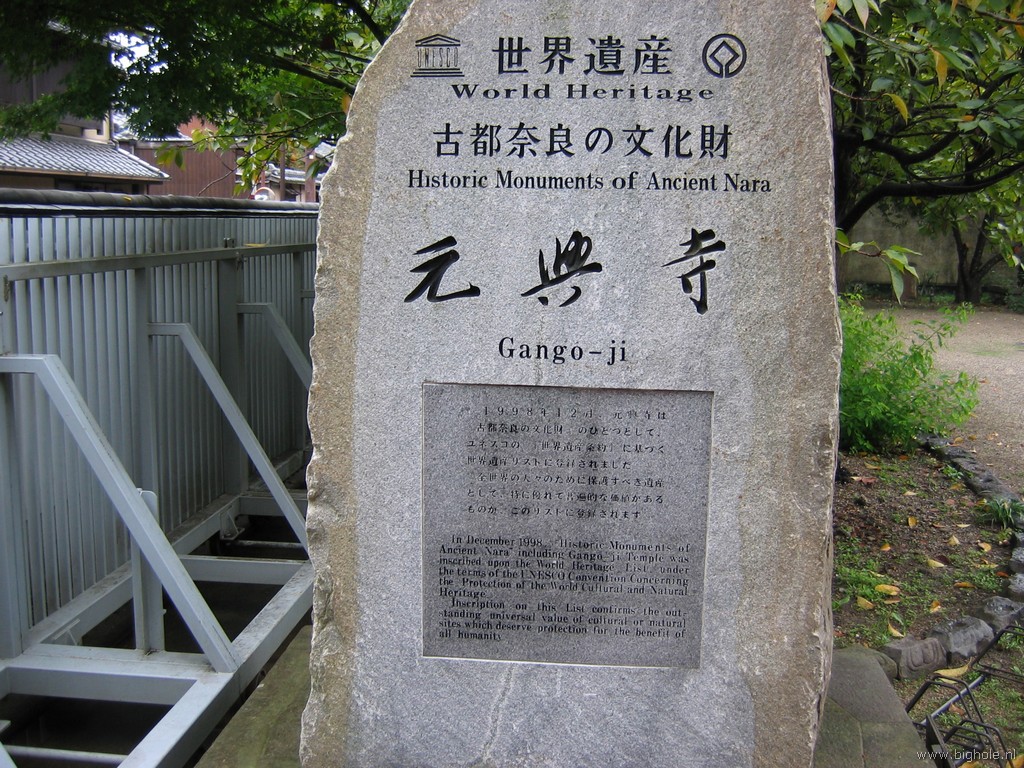 UNESCO 世界遺産
World Heritage
古都奈良の文化財
Historic Monuments of Ancient Nara
元興寺
Gango-ji
1998年12月、元興寺は
「古都奈良の文化財」のひとつとして、
ユネスコの「世界遺産条約」に基づく
世界遺産リストに登録されました
全世界の人々のために保護すべき遺産
として、特に優れて普遍的な価値がある
ものが、このリストに登録されます
In December 1998, "Historic Monuments of
Ancient Nara" including Gango-ji Temple was
inscribed upon the World Heritage List under
the terms of the UNESCO Convention Concerning
the Protection of the World Cultural and Natural
Heritage.
Inscription on this List confirms the out-
standing universal value of cultural or natural
sites which deserve protection for the benefit of
all humanity
www.bighole.nl